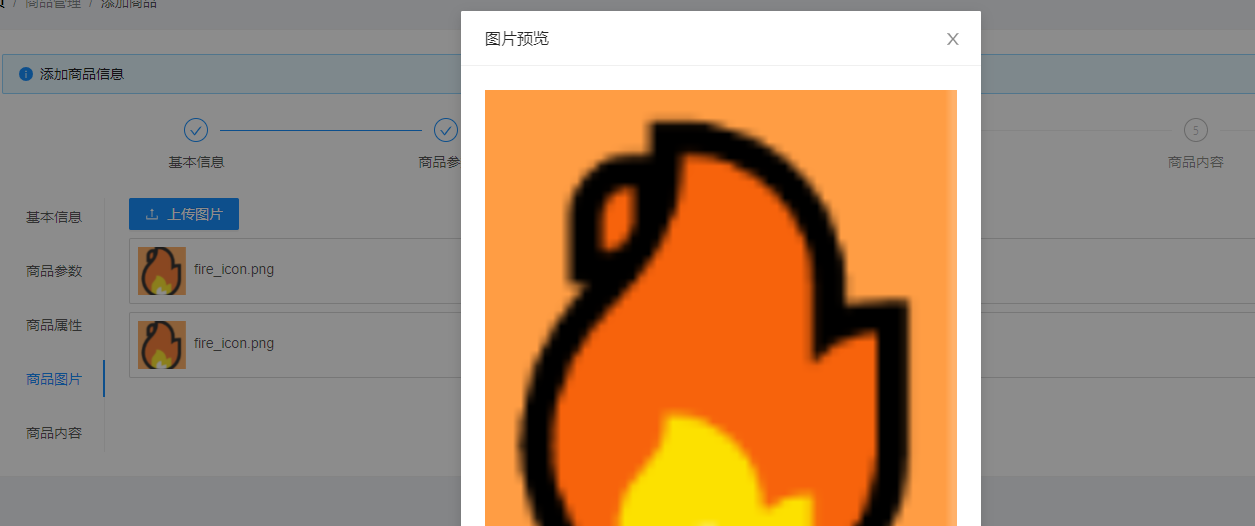 页 / 商品管理 / 添加商品
图片预览
添加商品信息
基本信息
商品参
5
商品内容
基本信息
上传图片
商品参数
fire_icon.png
商品属性
fire_icon.png
商品图片
商品内容